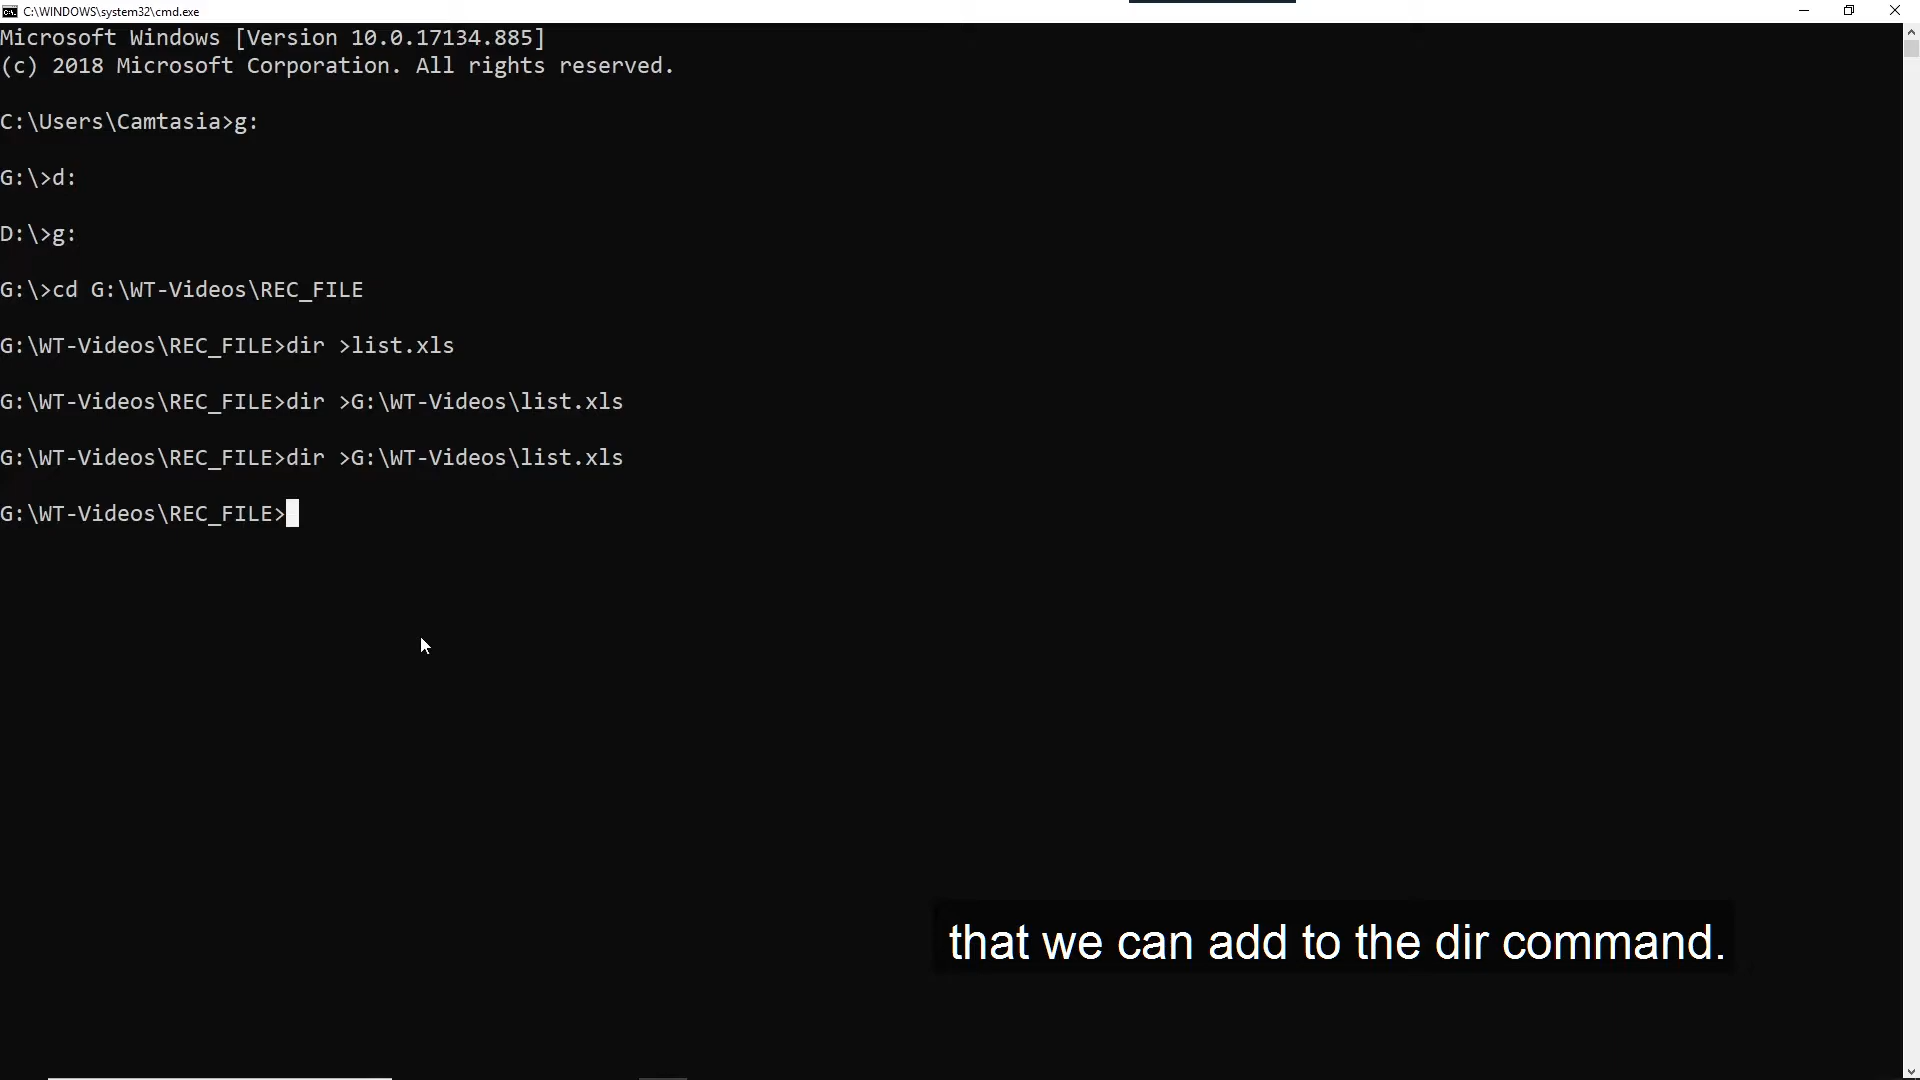 C:\WINDOWS\system32\cmd.exe
Microsoft Windows [Version 10.0.17134.885]
(c) 2018 Microsoft Corporation. All rights reserved.
C:\Users\Camtasia>g:
G:\>d:
D:\>g:
G:\>cd G:\WT-Videos\REC_FILE
G:\WT-Videos\REC_FILE>dir >list.xls
G:\WT-Videos\REC_FILE>dir >G:\WT-Videos\list.xls
G:\WT-Videos\REC_FILE>dir >G:\WT-Videos\list.xls
G:\WT-Videos\REC_FILE>
that we can add to the dir command.